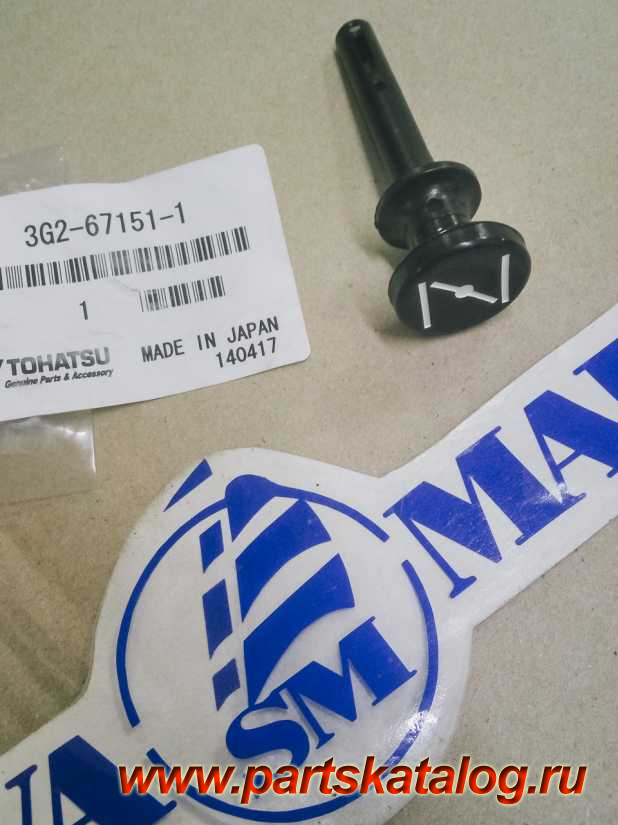 3G2-67151-1
1
TOHATSU
Genuine Parts & Accessory
MADE IN JAPAN
140417
SM
www.partskatalog.ru